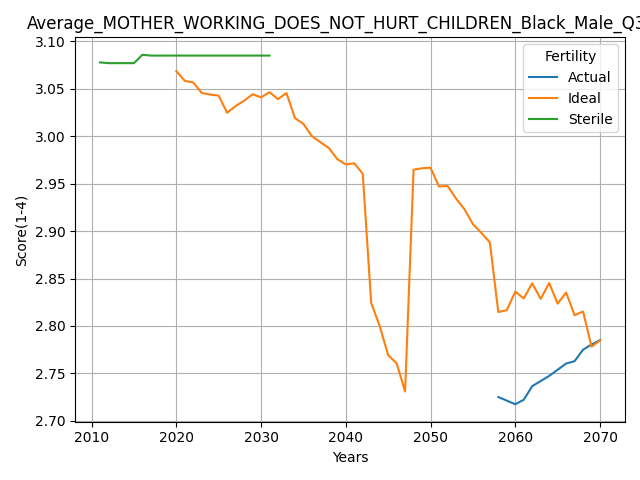 Average_MOTHER_WORKING_DOES_NOT_HURT_CHILDREN_Black_Male_Q3
3.10
3.05
3.00
2.95
2.90
2.85
2.80
2.75
2.70
Score(1-4)
Fertility
Actual
Ideal
Sterile
2010 2020 2030 2040 2050 2060 2070
Years